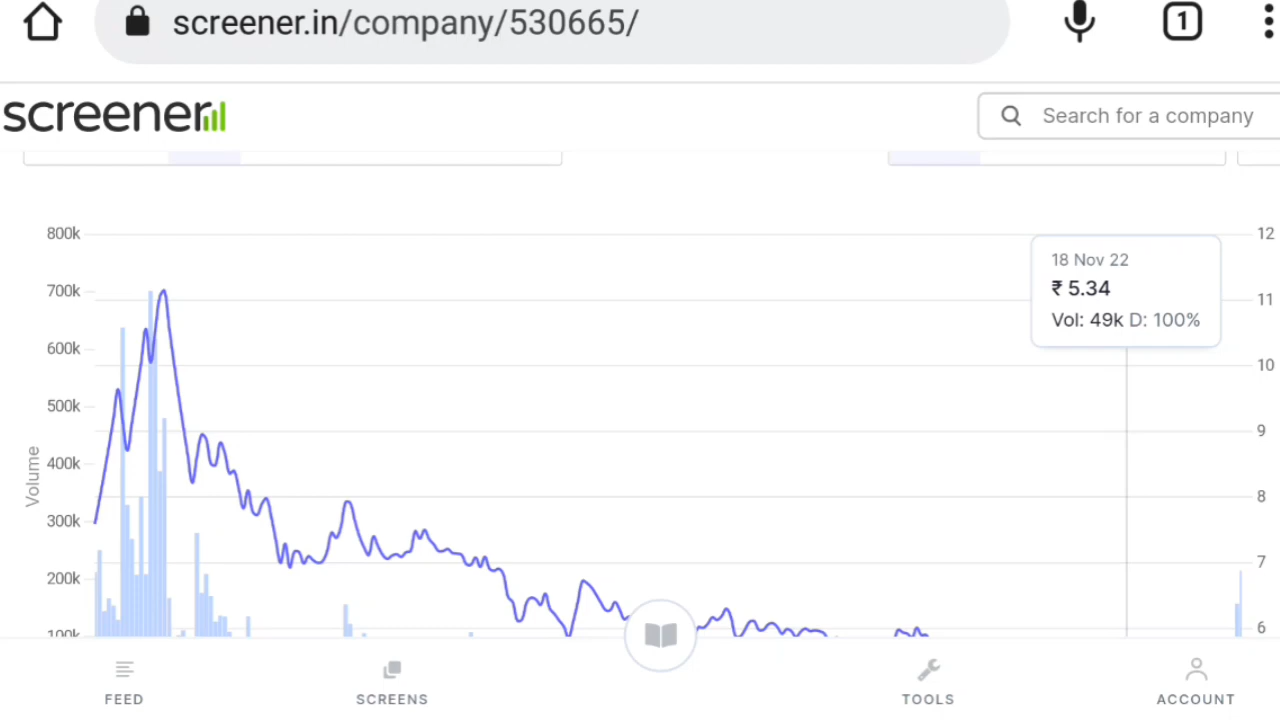 screener.in/company/530665/
1
screener
Search for a company
800k
700k
600k
500k
400k
300k
200k
100k
Volume
18 Nov 22
₹ 5.34
Vol: 49k D: 100%
12
11
10
9
8
7
6
FEED
SCREENS
TOOLS
ACCOUNT